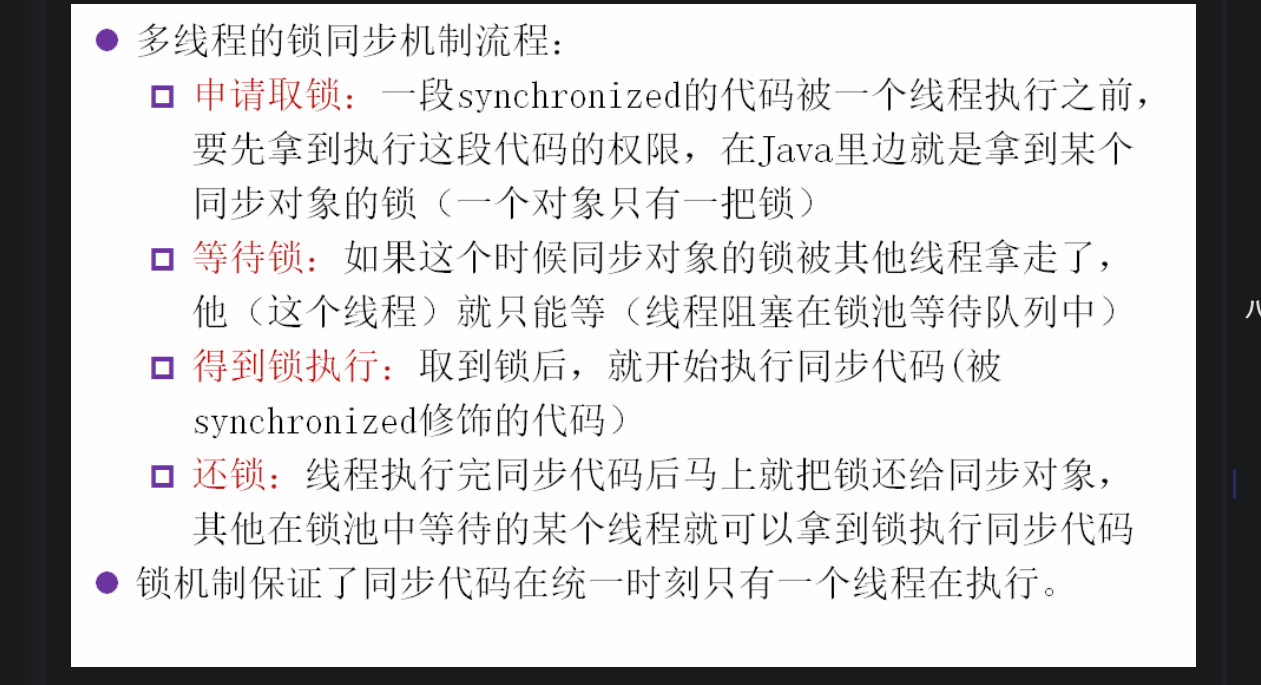 多线程的锁同步机制流程：
申请取锁：一段synchronized的代码被一个线程执行之前，
要先拿到执行这段代码的权限，在Java里边就是拿到某个
同步对象的锁（一个对象只有一把锁）
等待锁：如果这个时候同步对象的锁被其他线程拿走了，
他（这个线程）就只能等（线程阻塞在锁池等待队列中）
得到锁执行：取到锁后，就开始执行同步代码(被
synchronized修饰的代码）
还锁：线程执行完同步代码后马上就把锁还给同步对象，
其他在锁池中等待的某个线程就可以拿到锁执行同步代码
锁机制保证了同步代码在统一时刻只有一个线程在执行。